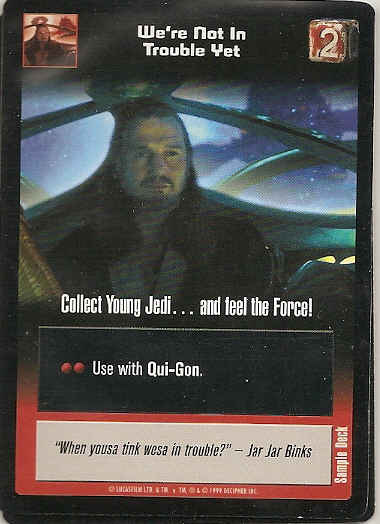 We're Not In
Trouble Yet
2
Collect Young Jedi... and feel the Force!
Use with Qui-Gon.
"When yousa tink wesa in trouble?" – Jar Jar Binks
Sample Deck
© LUCASFILM LTD. & TM. • TM, ® & © 1999 DECIPHER INC.